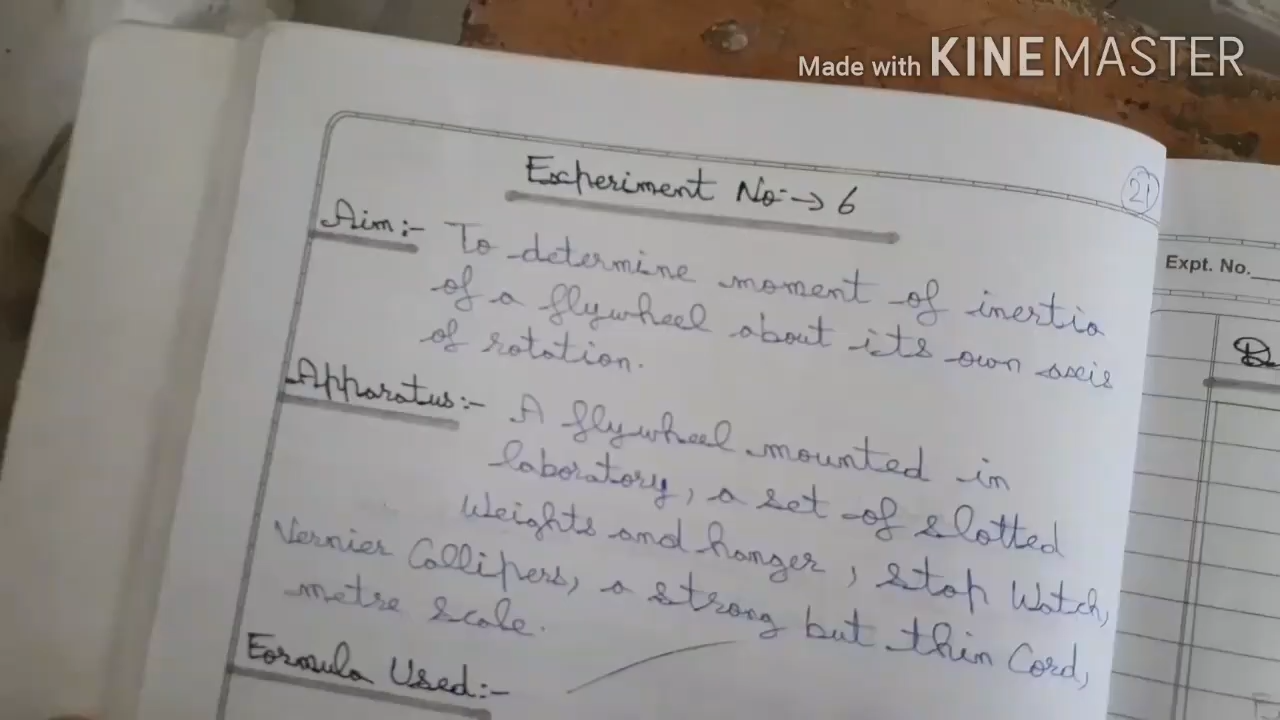 Made with KINEMASTER
21
Experiment No:→ 6
Aim:- To determine moment of inertia
of a flywheel about its own axis
of rotation.
Apparatus:- A flywheel mounted in
laboratory, a set of slotted
Weights and hanger, stop Watch,
Vernier Callipers, a strong but thin Cord,
metre scale.
Formula Used:-
Expt. No.